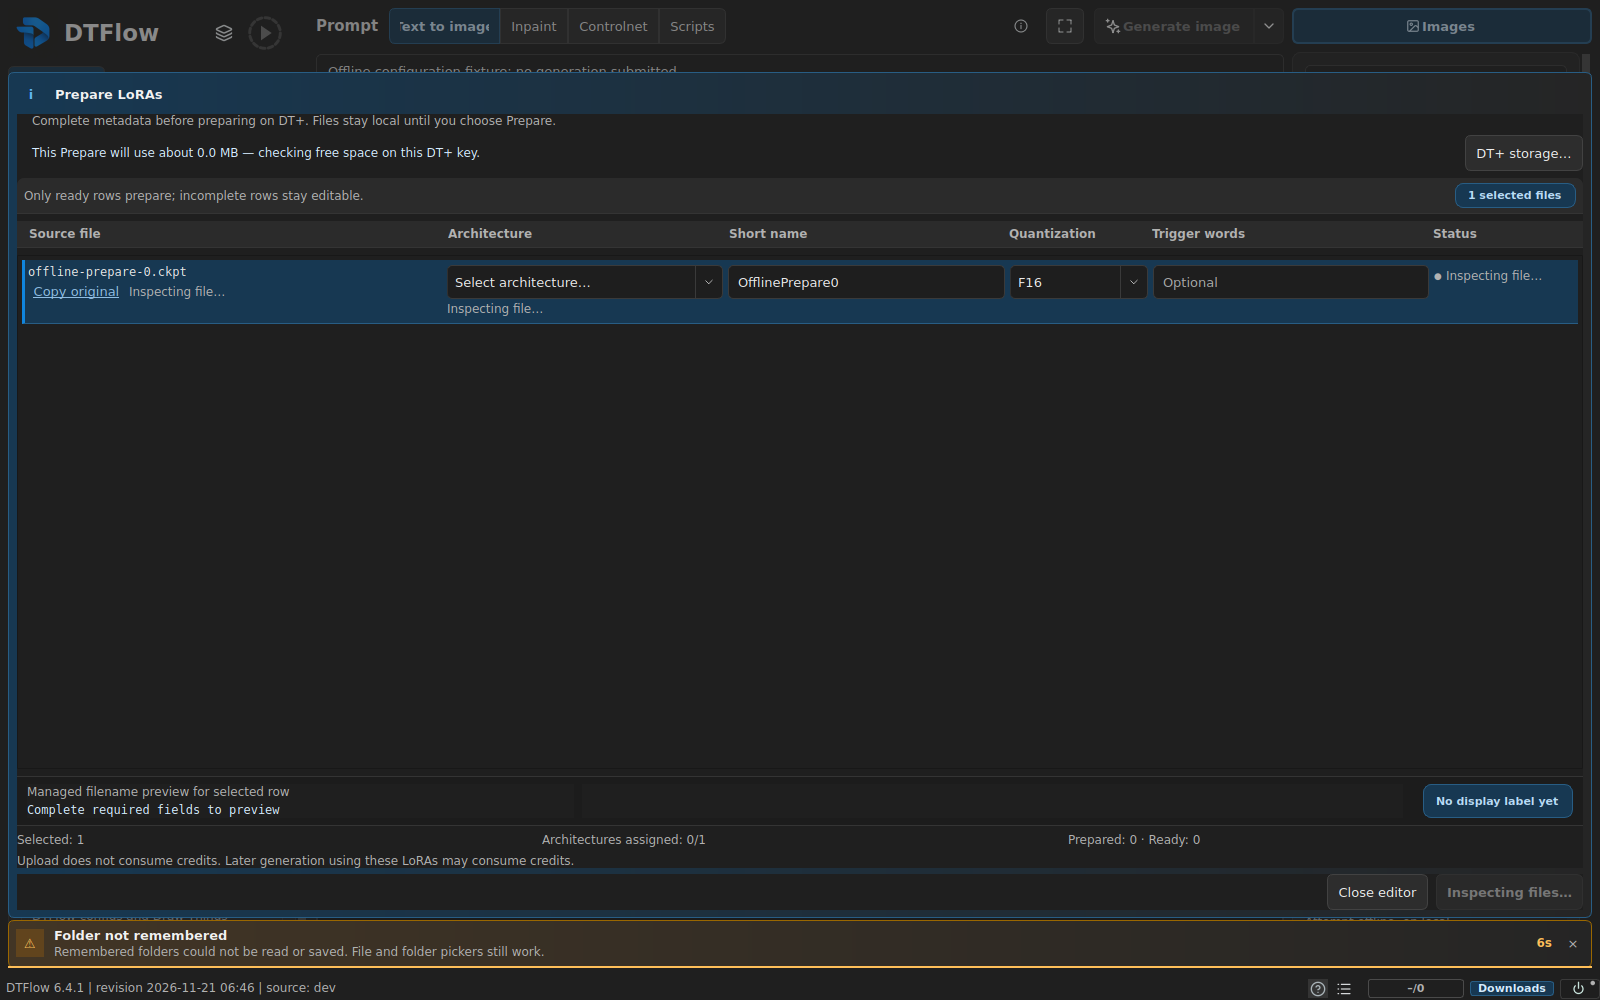 DTFlow
Prompt
Text to image
Inpaint
Controlnet
Scripts
Generate image
Images
Offline configuration fixture: no generation submitted
i Prepare LoRAs
Complete metadata before preparing on DT+. Files stay local until you choose Prepare.
This Prepare will use about 0.0 MB — checking free space on this DT+ key.
DT+ storage...
Only ready rows prepare; incomplete rows stay editable.
1 selected files
Source file Architecture Short name Quantization Trigger words Status
offline-prepare-0.ckpt
Copy original Inspecting file...
Select architecture...
Inspecting file...
OfflinePrepare0
F16
Optional
● Inspecting file...
Managed filename preview for selected row
Complete required fields to preview
No display label yet
Selected: 1 Architectures assigned: 0/1 Prepared: 0 · Ready: 0
Upload does not consume credits. Later generation using these LoRAs may consume credits.
Close editor
Inspecting files...
Folder not remembered
Remembered folders could not be read or saved. File and folder pickers still work.
6s ×
DTFlow 6.4.1 | revision 2026-11-21 06:46 | source: dev
-/0
Downloads